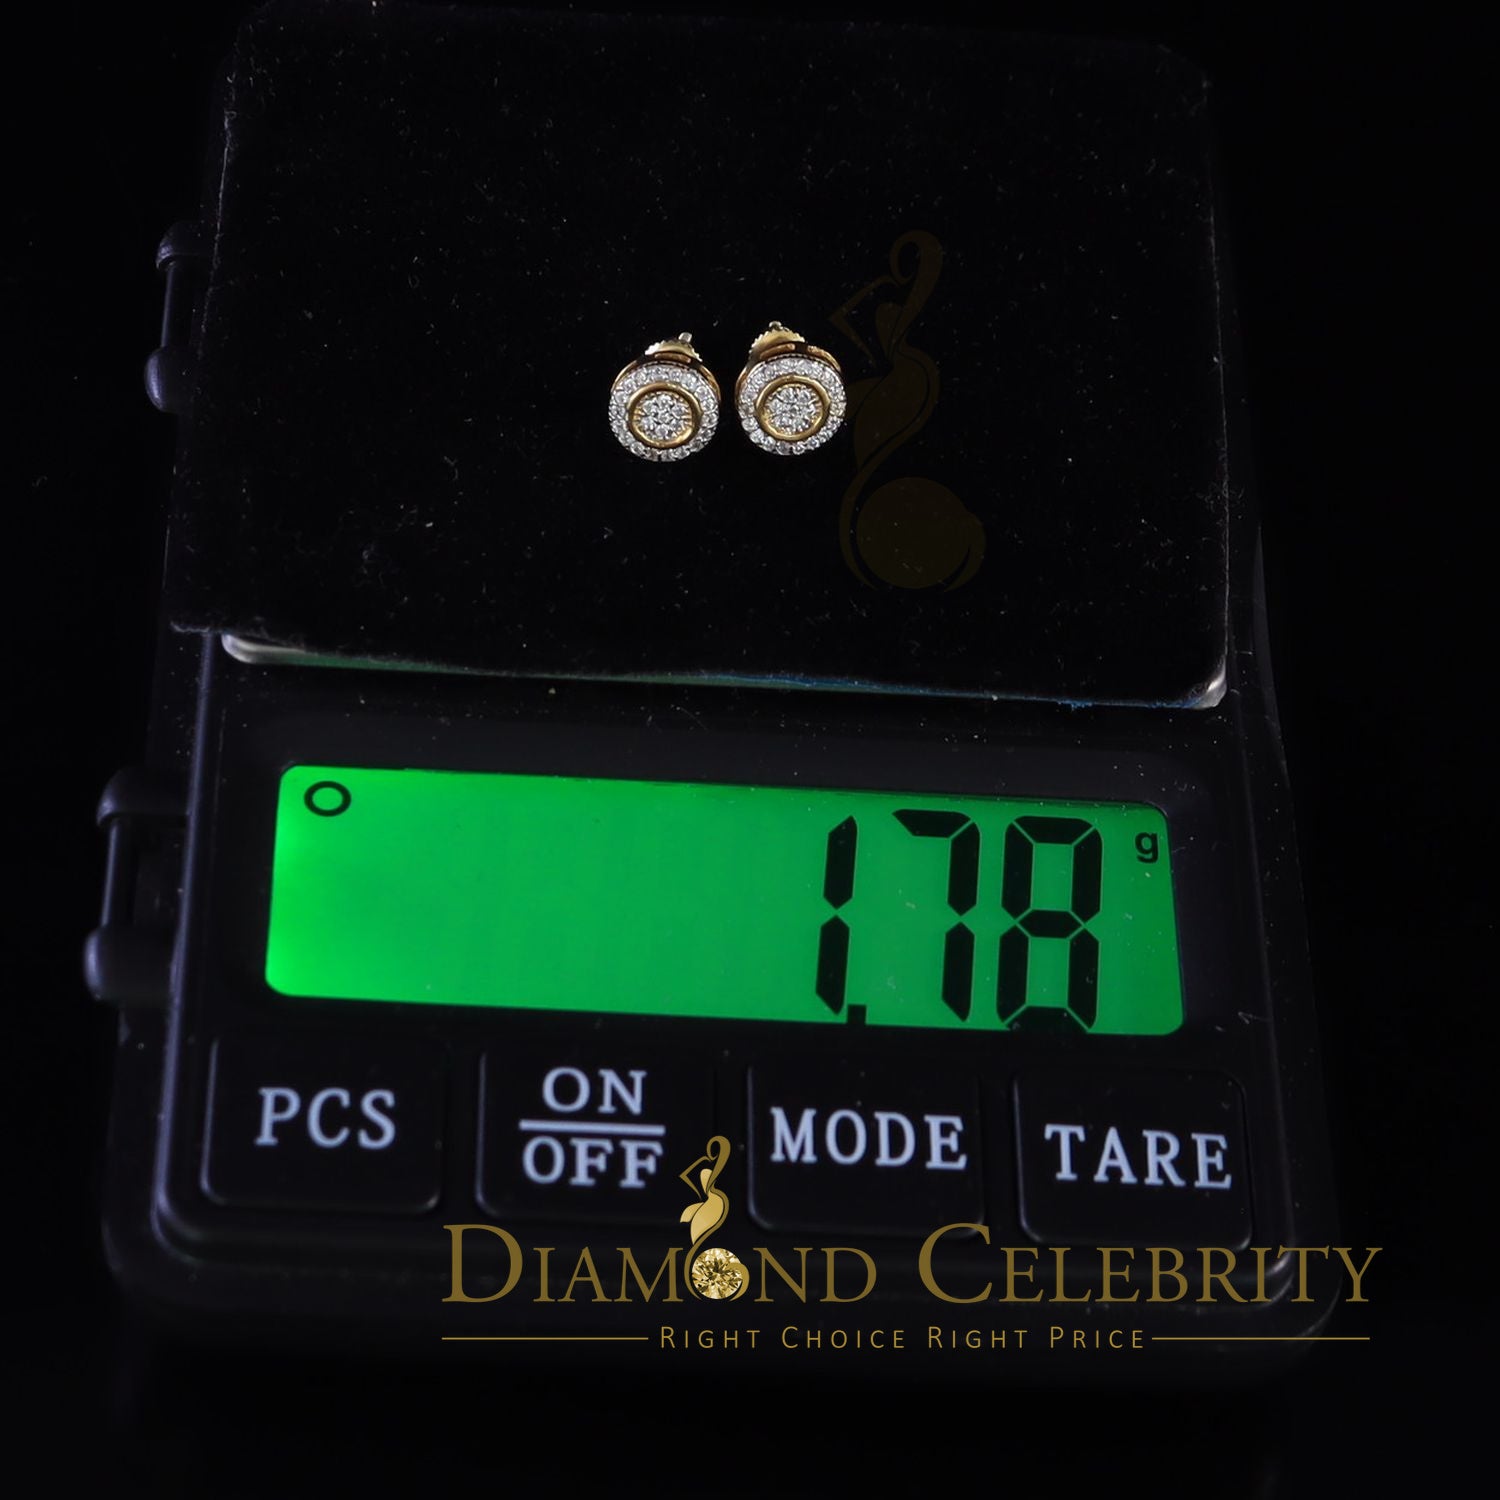 1.78 g
PCS
ON
OFF
MODE
TARE
DIAMOND CELEBRITY
RIGHT CHOICE RIGHT PRICE